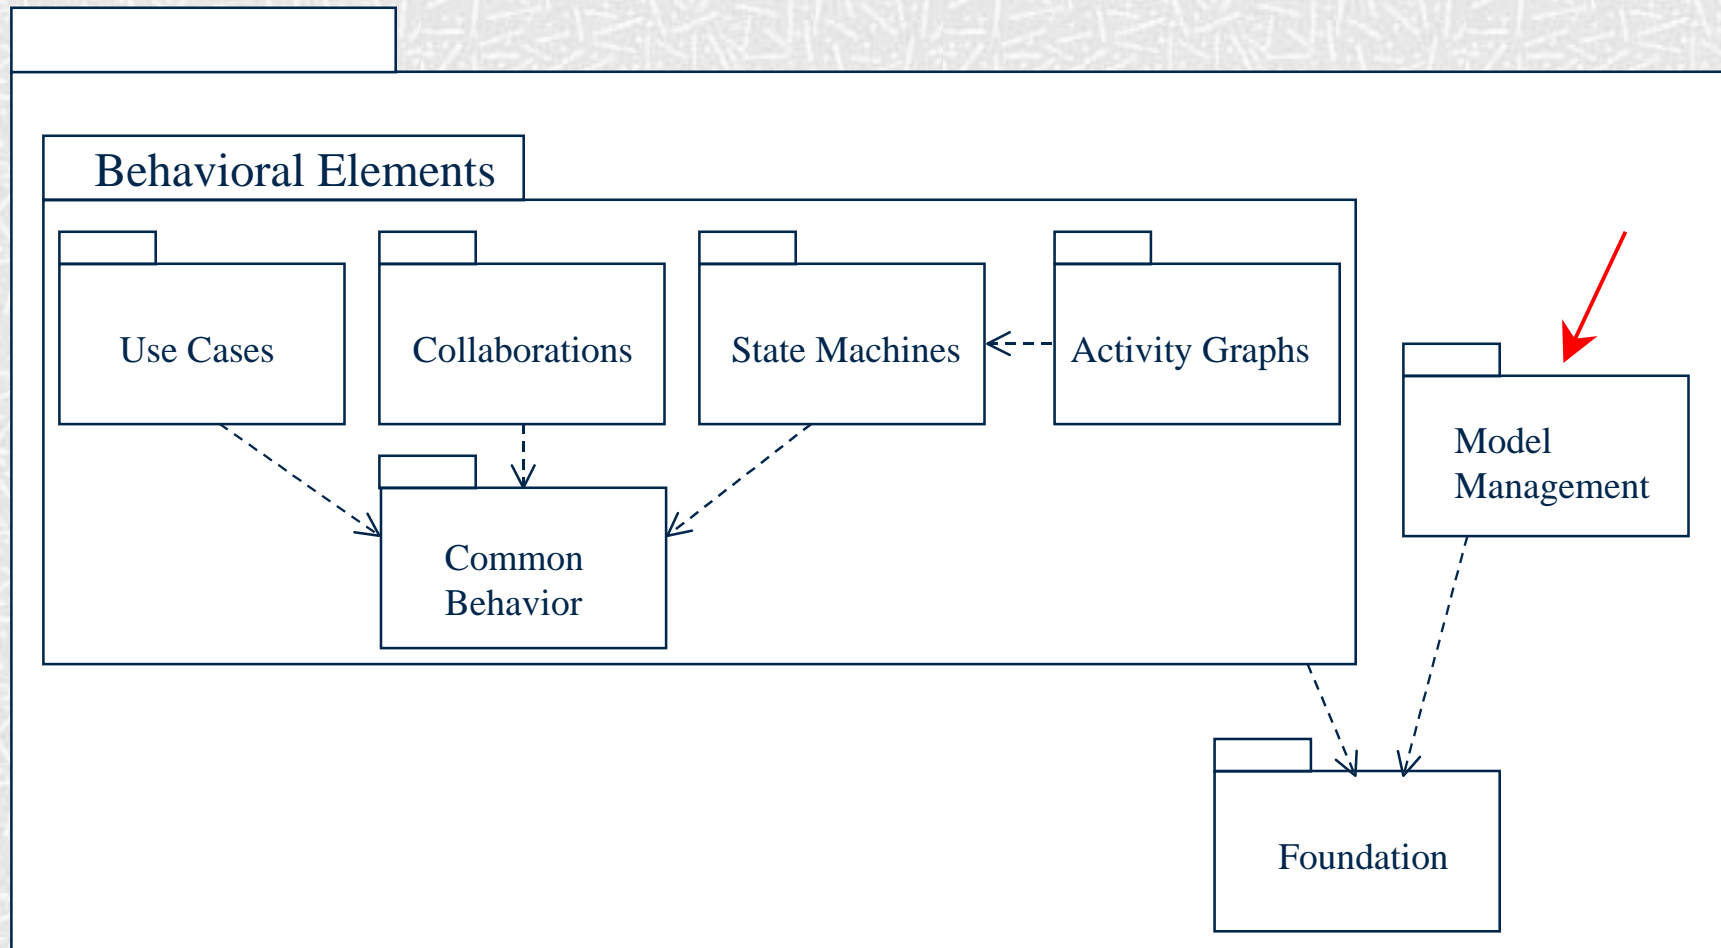 Behavioral Elements
Use Cases
Collaborations
State Machines
Activity Graphs
Model
Management
Common
Behavior
Foundation